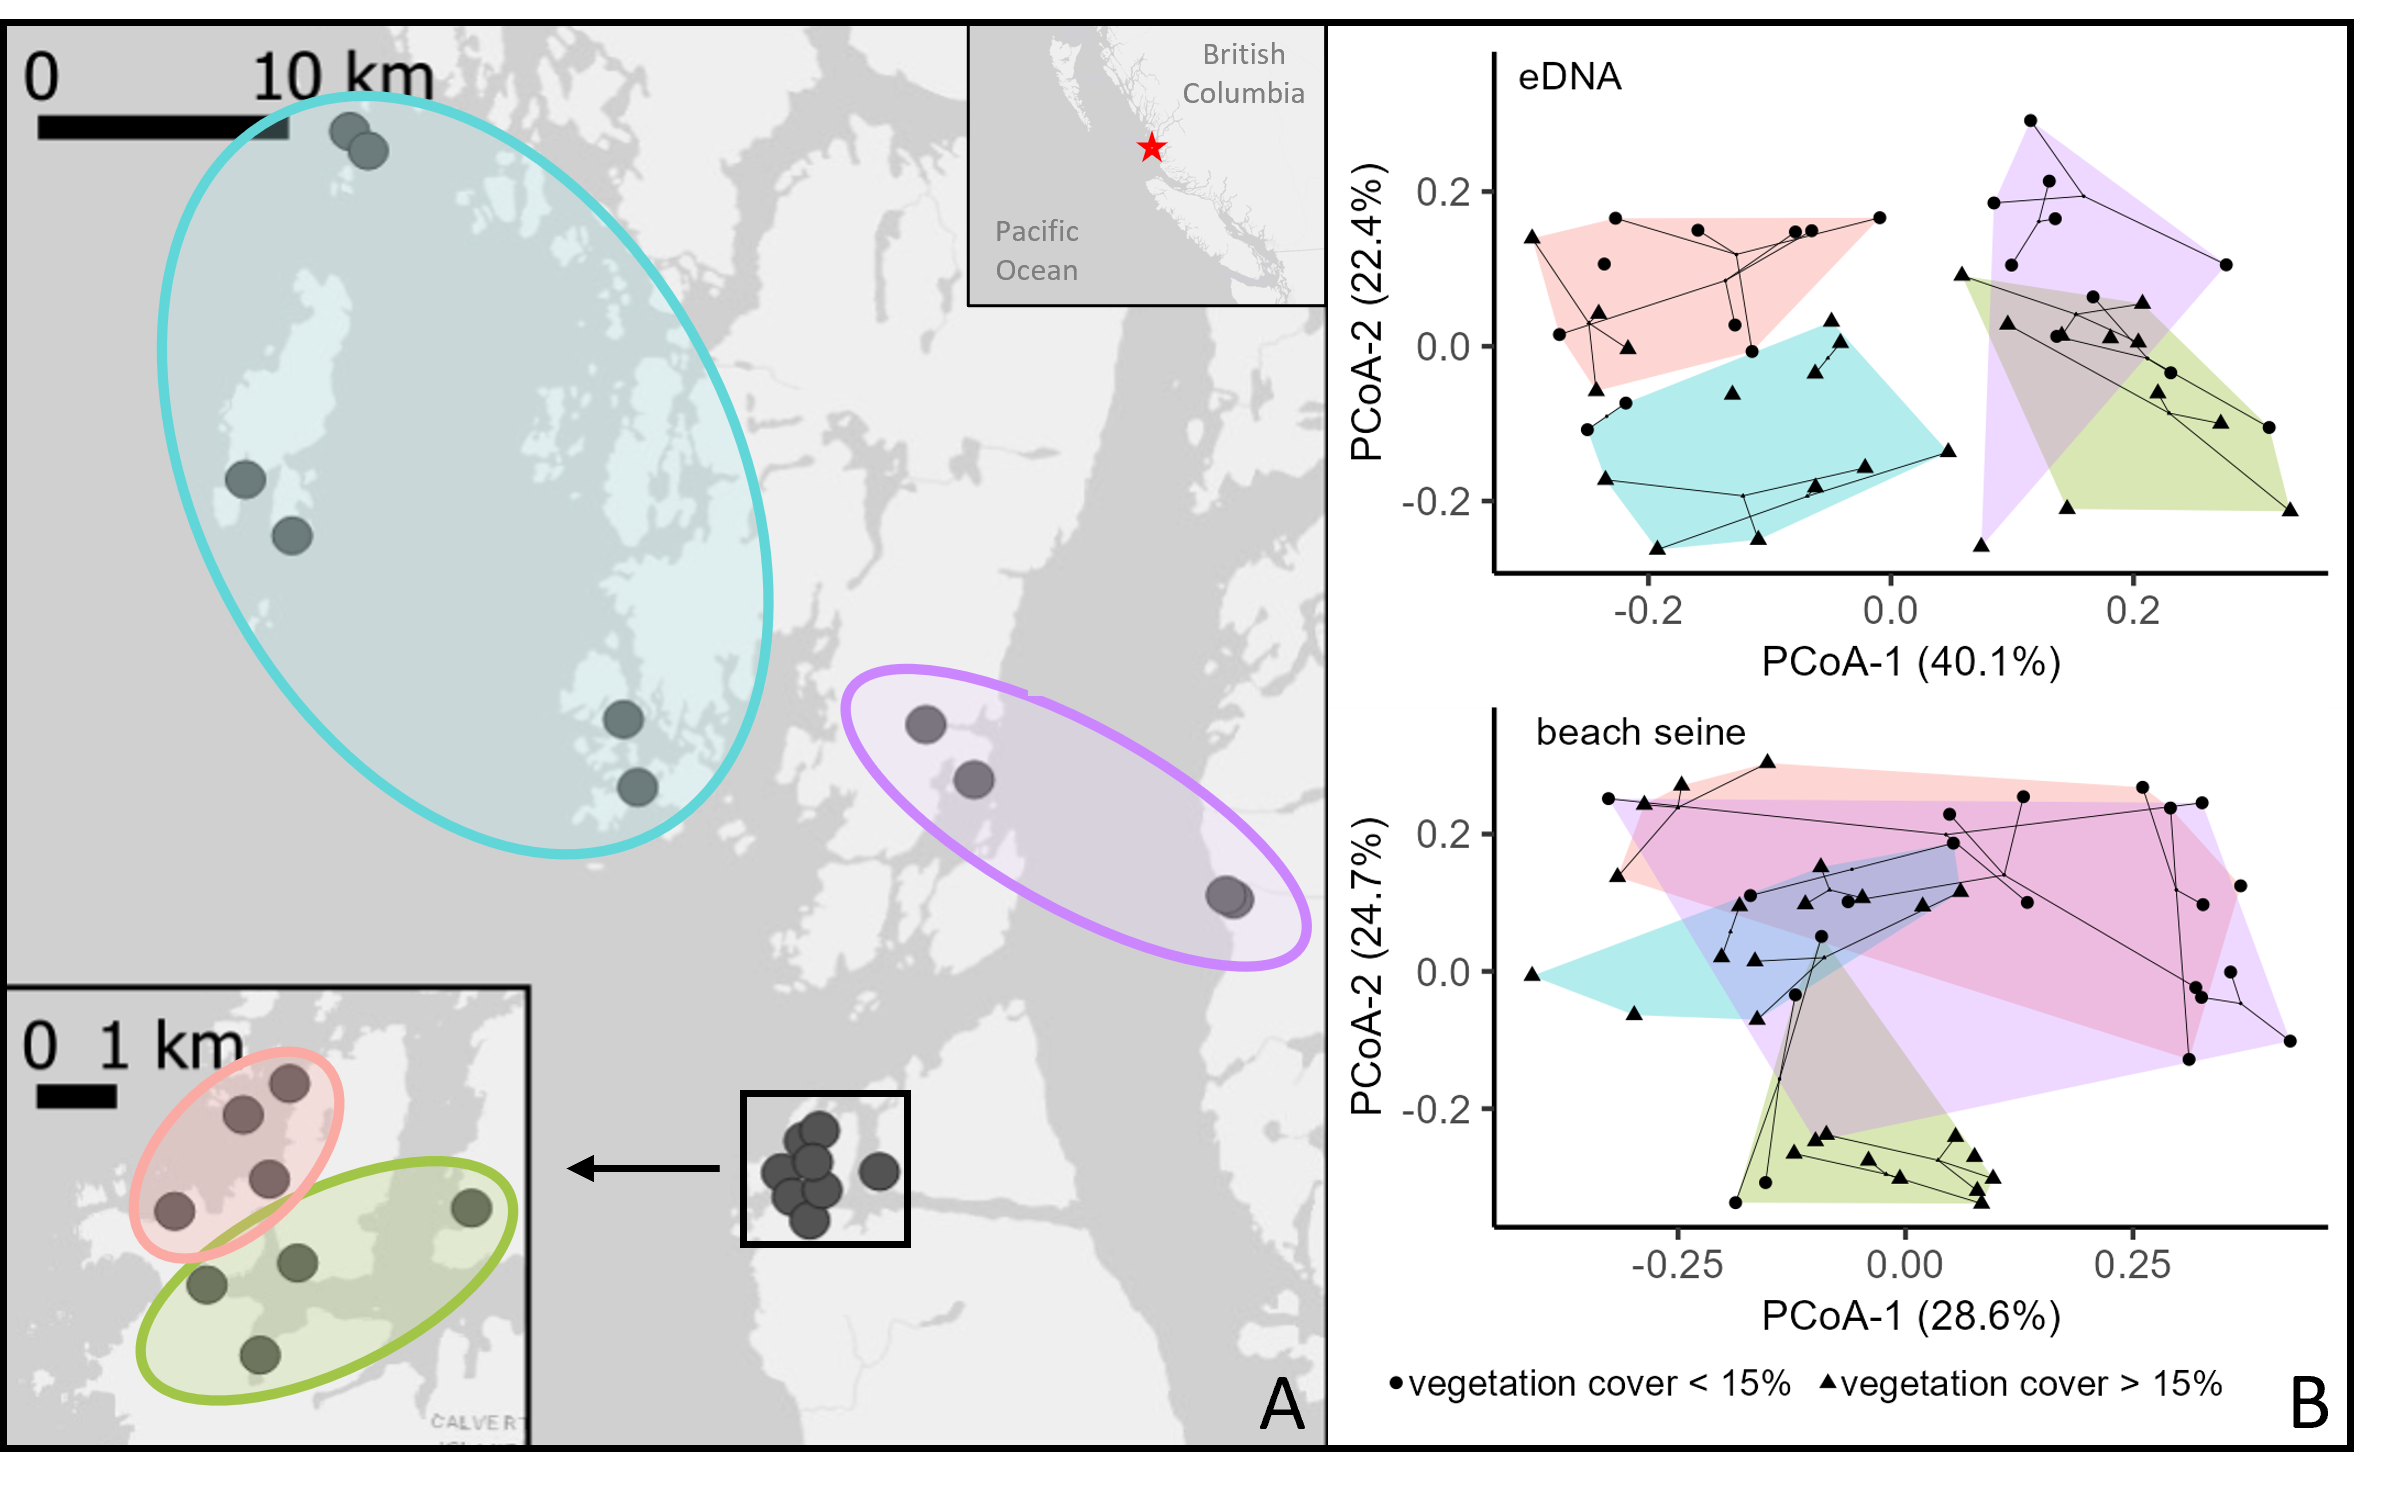 0 10 km
British
Columbia
Pacific
Ocean
0 1 km
CALVERT
A
eDNA
PCoA-2 (22.4%)
0.2
0.0
-0.2
-0.2 0.0 0.2
PCoA-1 (40.1%)
beach seine
PCoA-2 (24.7%)
0.2
0.0
-0.2
-0.25 0.00 0.25
PCoA-1 (28.6%)
vegetation cover < 15% vegetation cover > 15%
B